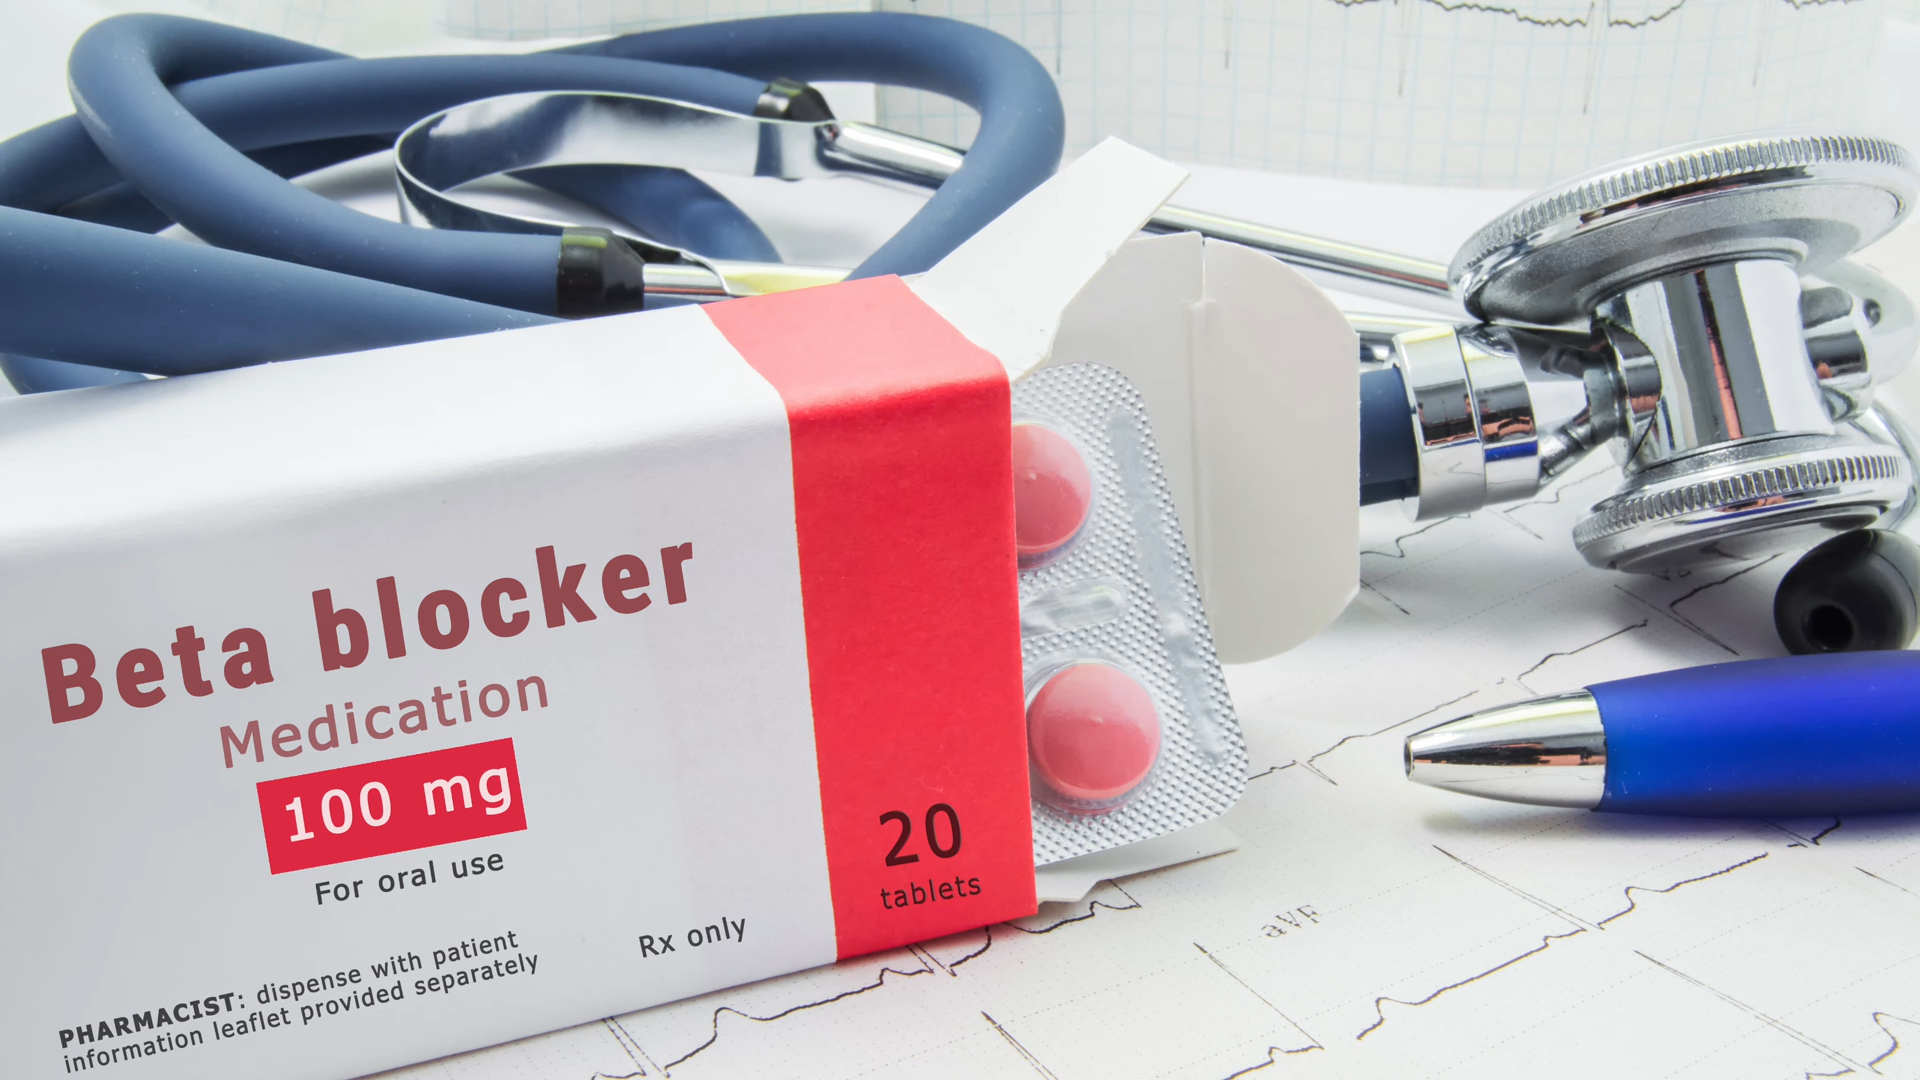 Beta blocker
Medication
100 mg
For oral use
Rx only
PHARMACIST: dispense with patient
information leaflet provided separately
20
tablets